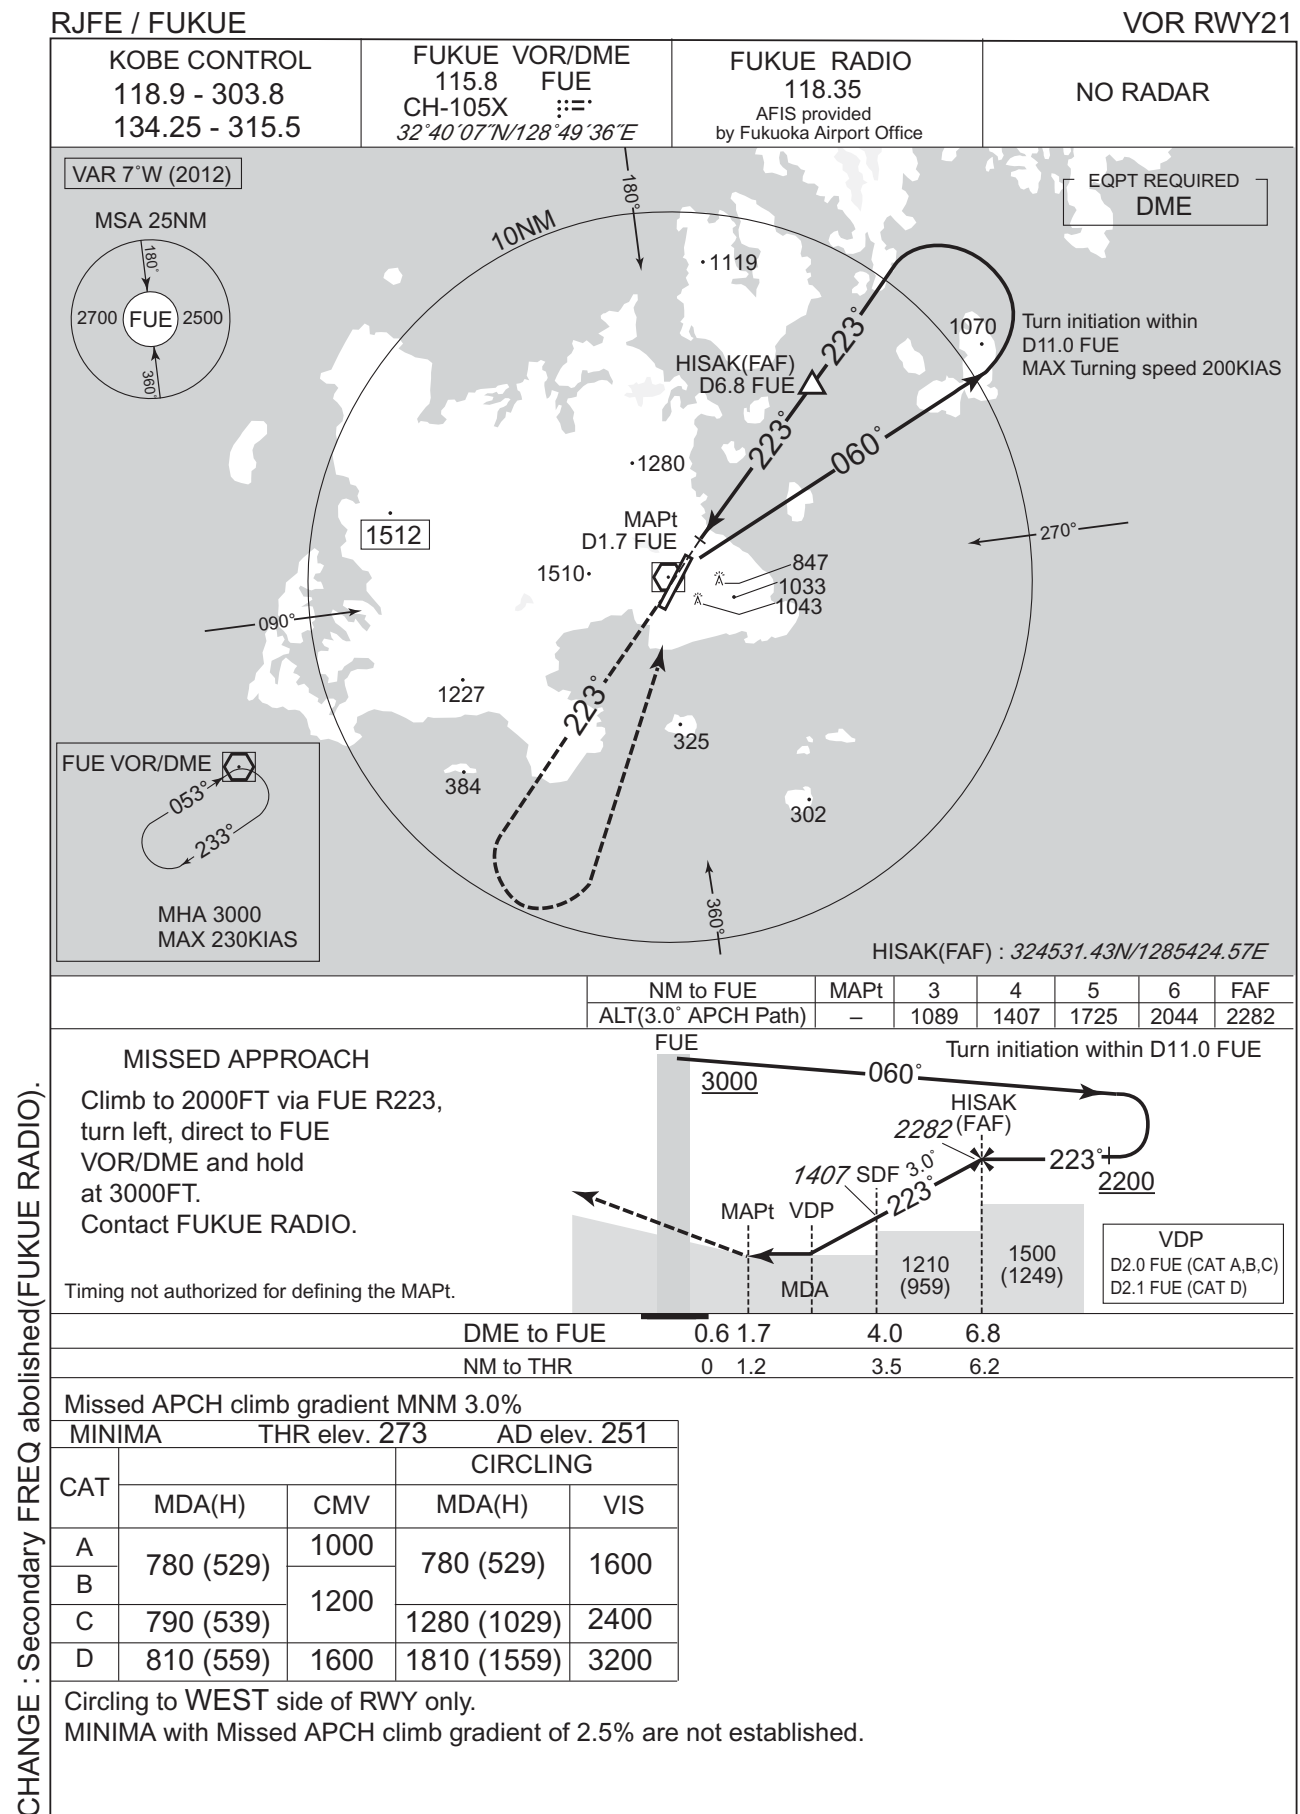 RJFE / FUKUE
VOR RWY21
KOBE CONTROL
118.9 - 303.8
134.25 - 315.5
FUKUE VOR/DME
115.8 FUE
CH-105X
32°40´07˝N/128°49´36˝E
FUKUE RADIO
118.35
AFIS provided
by Fukuoka Airport Office
NO RADAR
VAR 7°W (2012)
MSA 25NM
180°
2700
FUE
2500
360°
180°
10NM
EQPT REQUIRED
DME
1119
223°
1070
Turn initiation within
D11.0 FUE
MAX Turning speed 200KIAS
HISAK(FAF)
D6.8 FUE
223°
060°
1280
1512
MAPt
D1.7 FUE
270°
1510
847
1033
1043
090°
1227
223°
325
384
302
360°
FUE VOR/DME
053°
233°
MHA 3000
MAX 230KIAS
HISAK(FAF) : 324531.43N/1285424.57E
NM to FUE MAPt 3 4 5 6 FAF
ALT(3.0° APCH Path) – 1089 1407 1725 2044 2282
MISSED APPROACH
Climb to 2000FT via FUE R223,
turn left, direct to FUE
VOR/DME and hold
at 3000FT.
Contact FUKUE RADIO.
Timing not authorized for defining the MAPt.
FUE
Turn initiation within D11.0 FUE
3000
060°
HISAK
(FAF)
2282
223°
2200
1407 SDF 3.0°
223°
MAPt VDP
MDA
1210
(959)
1500
(1249)
VDP
D2.0 FUE (CAT A,B,C)
D2.1 FUE (CAT D)
DME to FUE 0.6 1.7 4.0 6.8
NM to THR 0 1.2 3.5 6.2
Missed APCH climb gradient MNM 3.0%
MINIMA THR elev. 273 AD elev. 251
CAT CIRCLING
MDA(H) CMV MDA(H) VIS
A 780 (529) 1000 780 (529) 1600
B 1200
C 790 (539) 1280 (1029) 2400
D 810 (559) 1600 1810 (1559) 3200
Circling to WEST side of RWY only.
MINIMA with Missed APCH climb gradient of 2.5% are not established.
CHANGE : Secondary FREQ abolished(FUKUE RADIO).